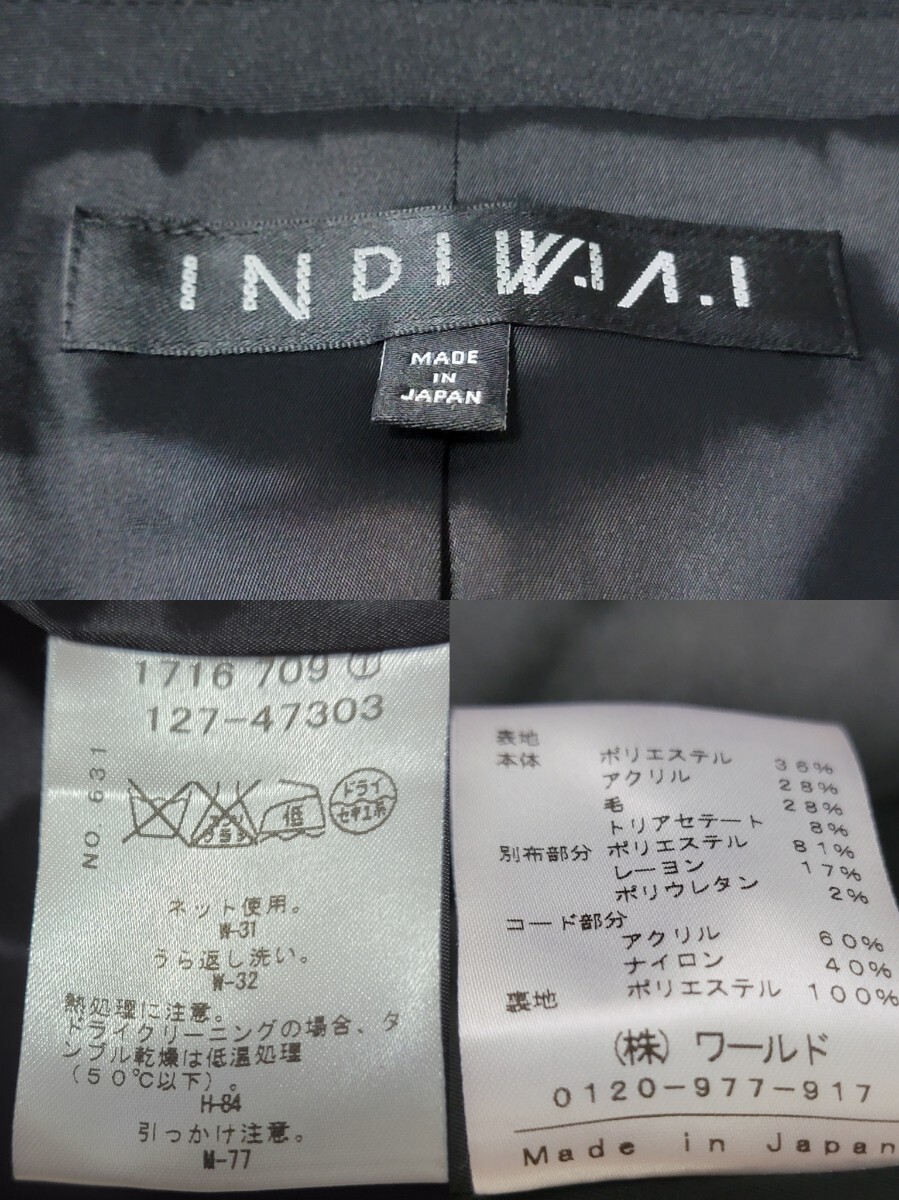 INDIVI W.A.I
MADE
IN
JAPAN
1716 709 ⑪
127-47303
NO.631
エンソ
サラシ
低
ドライ
セキユ系
ネット使用。
W-31
うら返し洗い。
W-32
熱処理に注意。
ドライクリーニングの場合、タ
ンブル乾燥は低温処理
(50℃以下)。
H-84
引っかけ注意。
M-77
表地
本体 ポリエステル 36%
アクリル 28%
毛 28%
トリアセテート 8%
別布部分 ポリエステル 81%
レーヨン 17%
ポリウレタン 2%
コード部分
アクリル 60%
ナイロン 40%
裏地 ポリエステル 100%
(株)ワールド
0120-977-917
Made in Japan